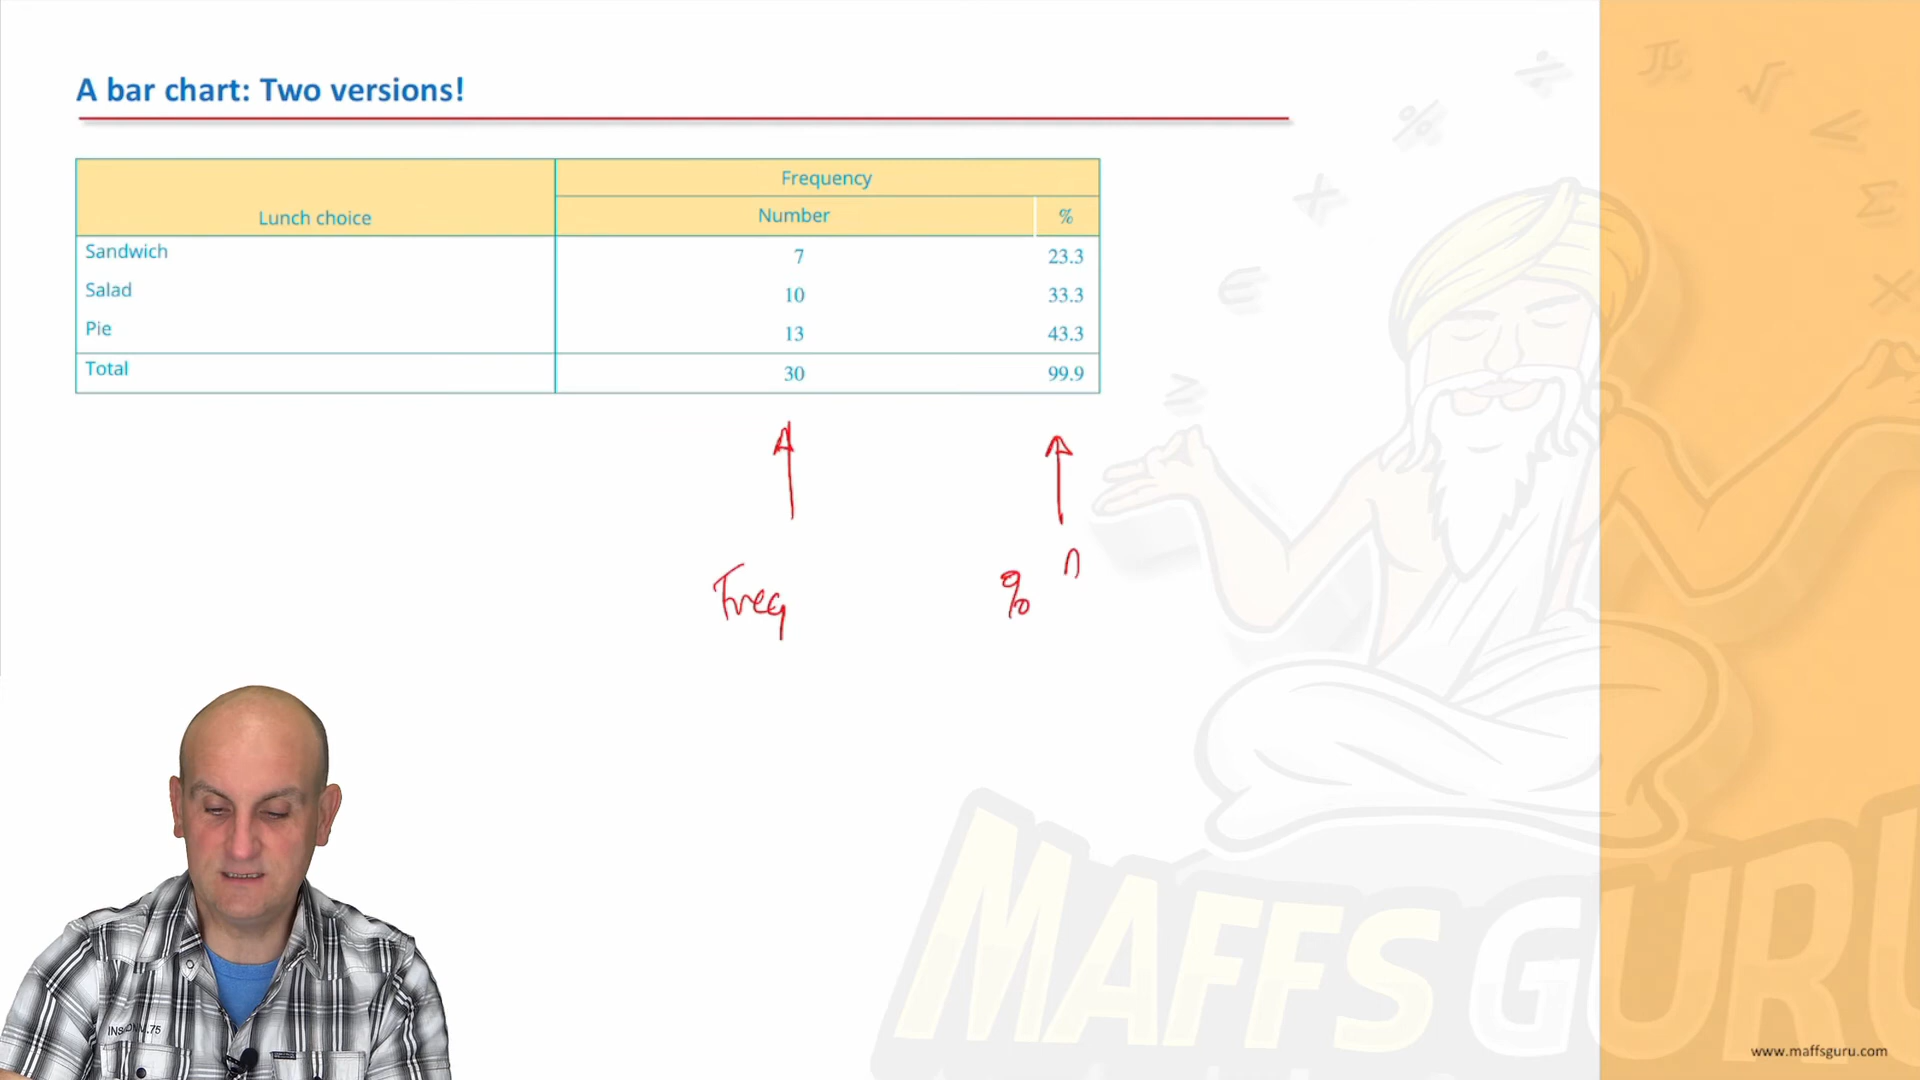 A bar chart: Two versions!
Lunch choice
Frequency
Number %
Sandwich 7 23.3
Salad 10 33.3
Pie 13 43.3
Total 30 99.9
Freq %
MAFFS GURU
www.maffsguru.com